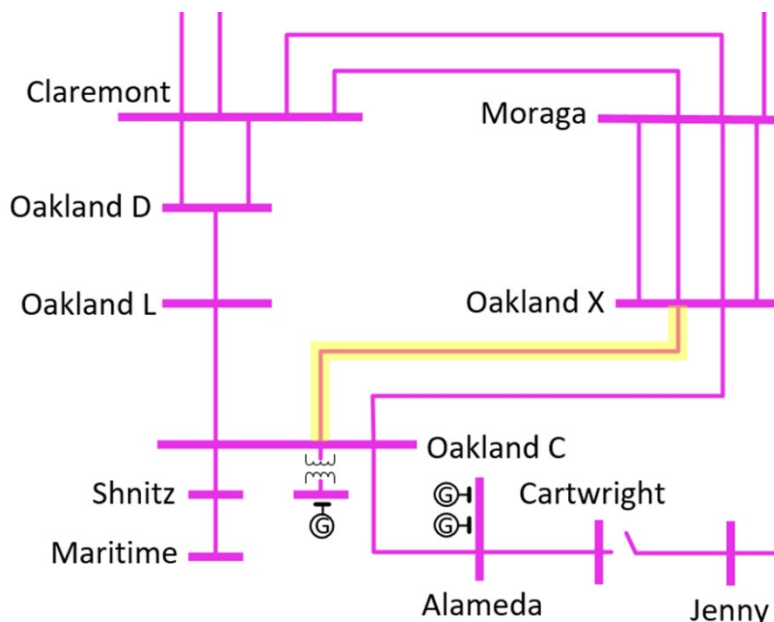 Claremont
Moraga
Oakland D
Oakland L
Oakland X
Oakland C
Shnitz
G
Cartwright
G
G
Maritime
Alameda
Jenny